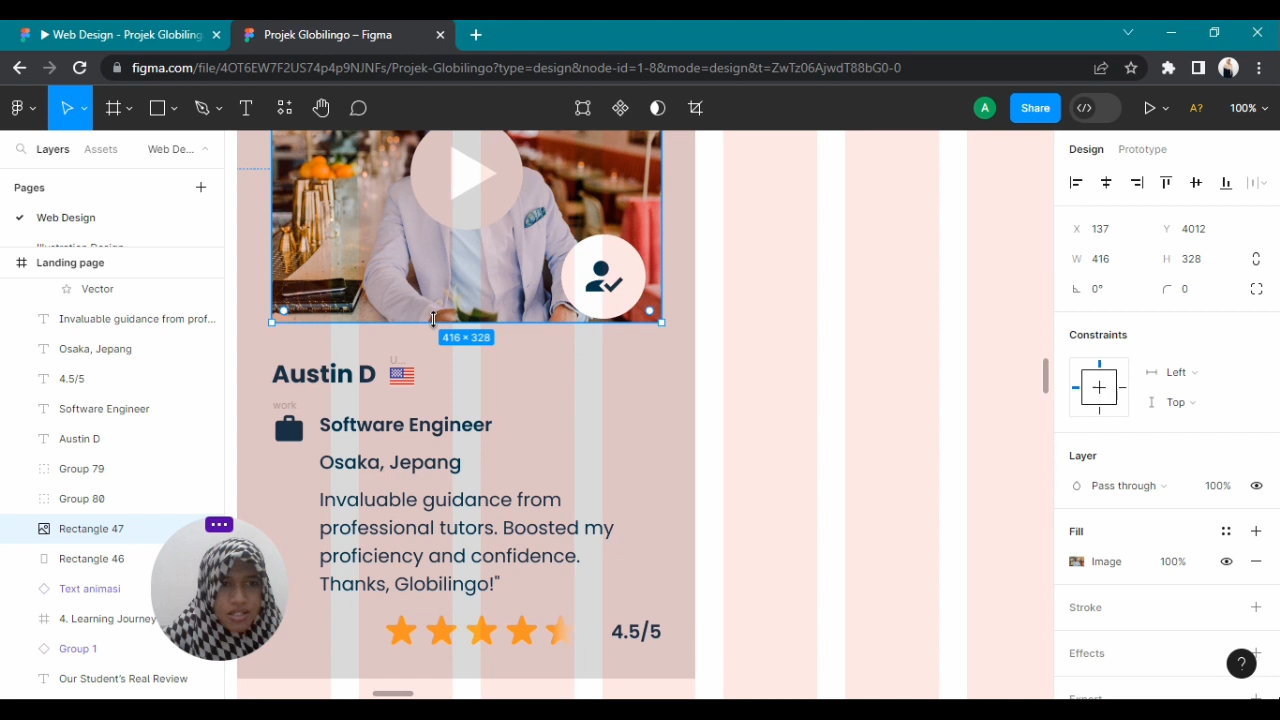 ▶ Web Design - Projek Globiling
Projek Globilingo – Figma
figma.com/file/4OT6EW7F2US74p4p9NJNFs/Projek-Globilingo?type=design&node-id=1-8&mode=design&t=ZwTz06AjwdT88bG0-0
A
Share
A?
100%
Layers
Assets
Web De...
Pages
Web Design
Illustration Design
Landing page
Vector
Invaluable guidance from prof...
Osaka, Jepang
4.5/5
Software Engineer
Austin D
Group 79
Group 80
Rectangle 47
Rectangle 46
Text animasi
4. Learning Journey
Group 1
Our Student's Real Review
416 × 328
U...
Austin D
work
Software Engineer
Osaka, Jepang
Invaluable guidance from
professional tutors. Boosted my
proficiency and confidence.
Thanks, Globilingo!"
4.5/5
Design
Prototype
X 137
Y 4012
W 416
H 328
0°
0
Constraints
Left
Top
Layer
Pass through
100%
Fill
Image
100%
Stroke
Effects
Export
?